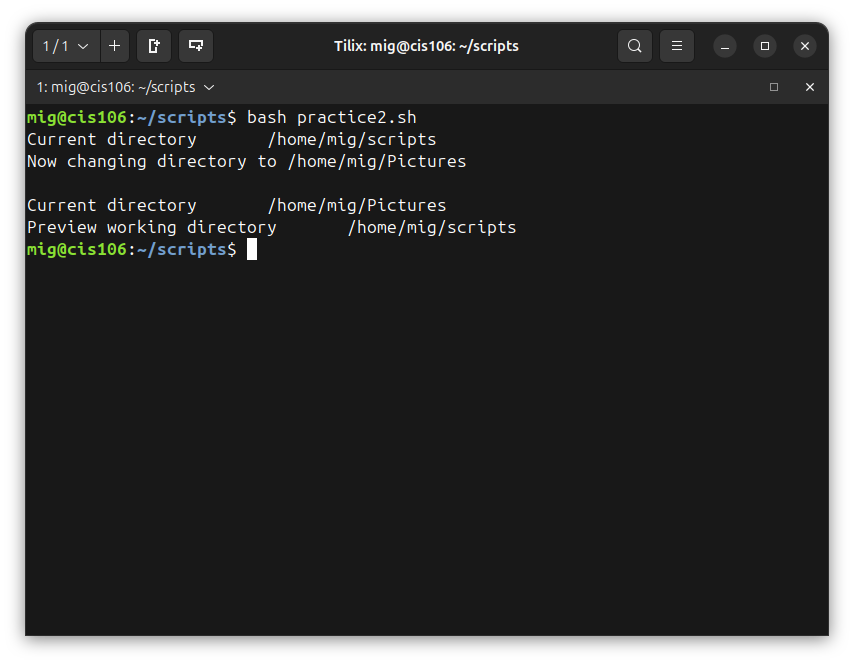 1 / 1
Tilix: mig@cis106: ~/scripts
1: mig@cis106: ~/scripts
mig@cis106:~/scripts$ bash practice2.sh
Current directory       /home/mig/scripts
Now changing directory to /home/mig/Pictures

Current directory       /home/mig/Pictures
Preview working directory       /home/mig/scripts
mig@cis106:~/scripts$